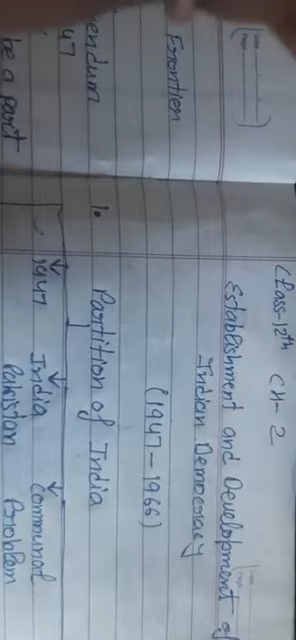 Class-12th CH-2
Establishment and Development of
Indian Democracy
(1947-1966)
1. Partition of India
1947 India Communal
Pakistan Problem
endum
47
be a part